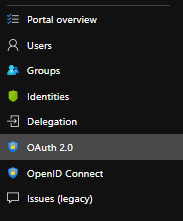 Portal overview
Users
Groups
Identities
Delegation
OAuth 2.0
OpenID Connect
Issues (legacy)